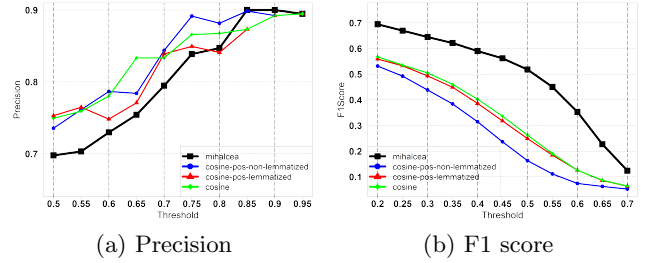 0.9
0.8
0.7
Precision
mihalcea
cosine-pos-non-lemmatized
cosine-pos-lemmatized
cosine
0.5 0.55 0.6 0.65 0.7 0.75 0.8 0.85 0.9 0.95
Threshold
(a) Precision
0.7
0.6
0.5
0.4
0.3
0.2
0.1
F1Score
mihalcea
cosine-pos-non-lemmatized
cosine-pos-lemmatized
cosine
0.2 0.25 0.3 0.35 0.4 0.45 0.5 0.55 0.6 0.65 0.7
Threshold
(b) F1 score